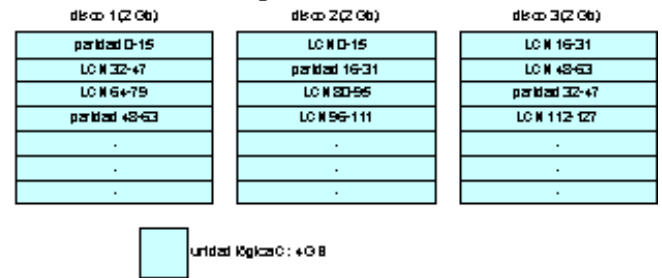 disco 1(2 Gb) disco 2(2 Gb) disco 3(2 Gb)
paridad 0-15 LCN 0-15 LCN 16-31
LCN 32-47 paridad 16-31 LCN 48-63
LCN 64-79 LCN 80-95 paridad 32-47
paridad 48-63 LCN 96-111 LCN 112-127
. . .
. . .
. . .
unidad lógica C: 4 GB